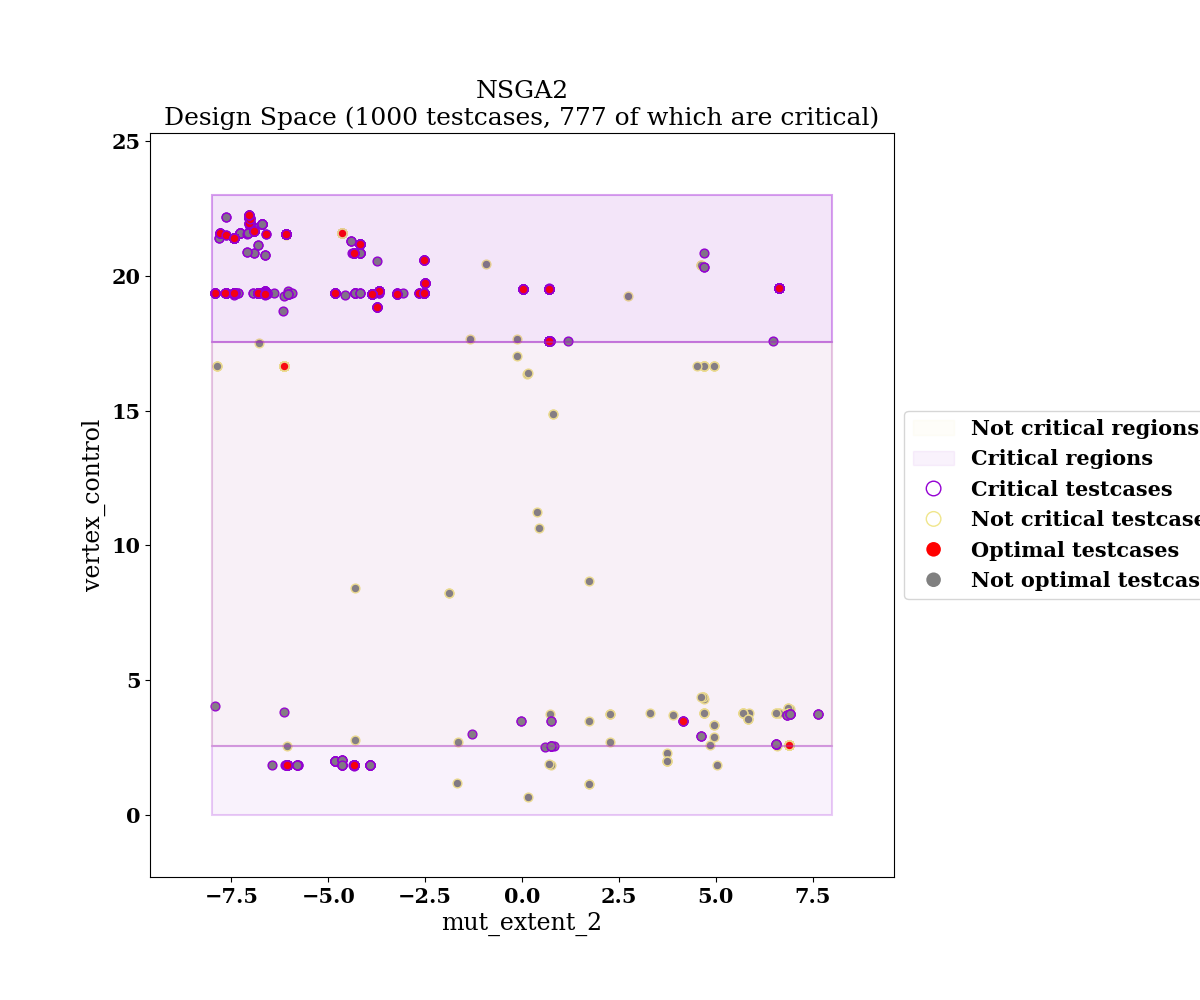 NSGA2
Design Space (1000 testcases, 777 of which are critical)
25
20
15
10
5
0
vertex_control
−7.5 −5.0 −2.5 0.0 2.5 5.0 7.5
mut_extent_2
Not critical regions
Critical regions
Critical testcases
Not critical testcase
Optimal testcases
Not optimal testcas